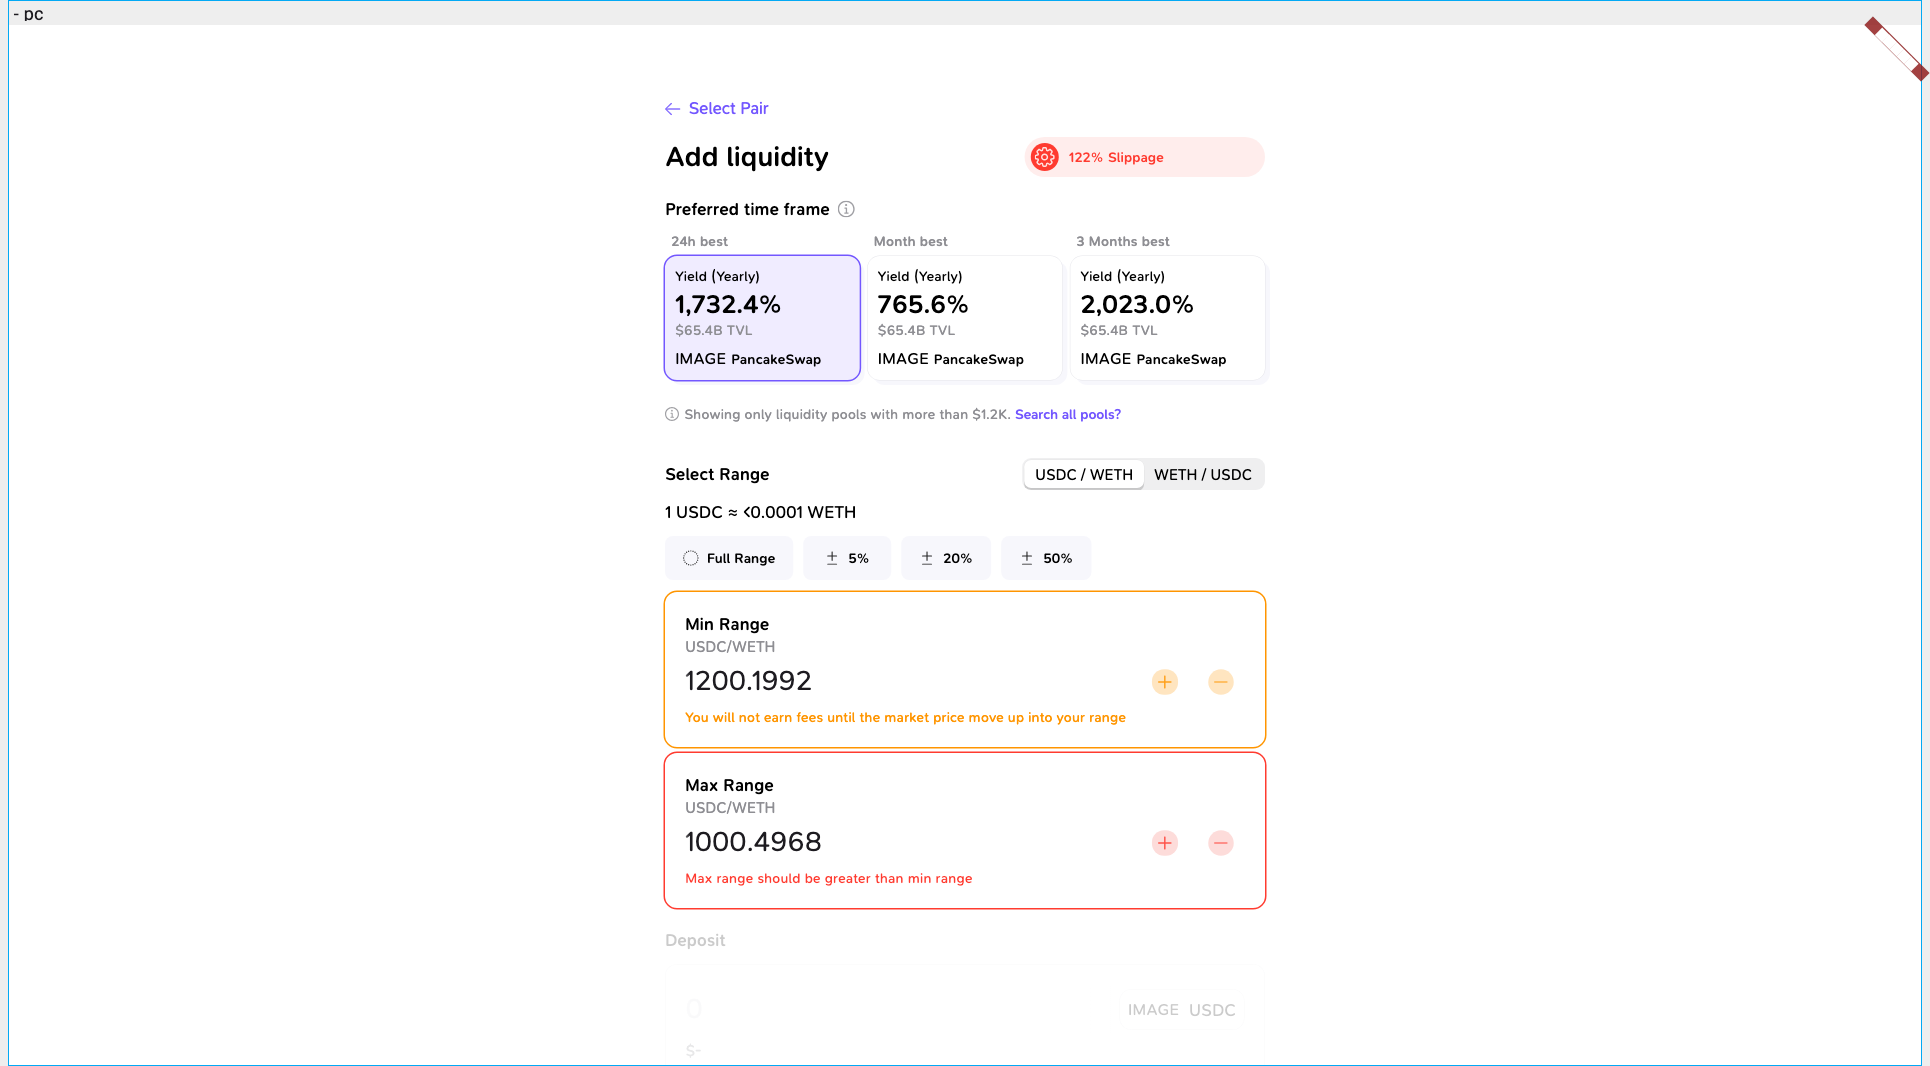 - pc
Select Pair
Add liquidity
122% Slippage
Preferred time frame
24h best
Month best
3 Months best
Yield (Yearly)
1,732.4%
$65.4B TVL
IMAGE PancakeSwap
Yield (Yearly)
765.6%
$65.4B TVL
IMAGE PancakeSwap
Yield (Yearly)
2,023.0%
$65.4B TVL
IMAGE PancakeSwap
Showing only liquidity pools with more than $1.2K. Search all pools?
Select Range
USDC / WETH
WETH / USDC
1 USDC ≈ <0.0001 WETH
Full Range
± 5%
± 20%
± 50%
Min Range
USDC/WETH
1200.1992
You will not earn fees until the market price move up into your range
Max Range
USDC/WETH
1000.4968
Max range should be greater than min range
Deposit
0
IMAGE USDC
$-